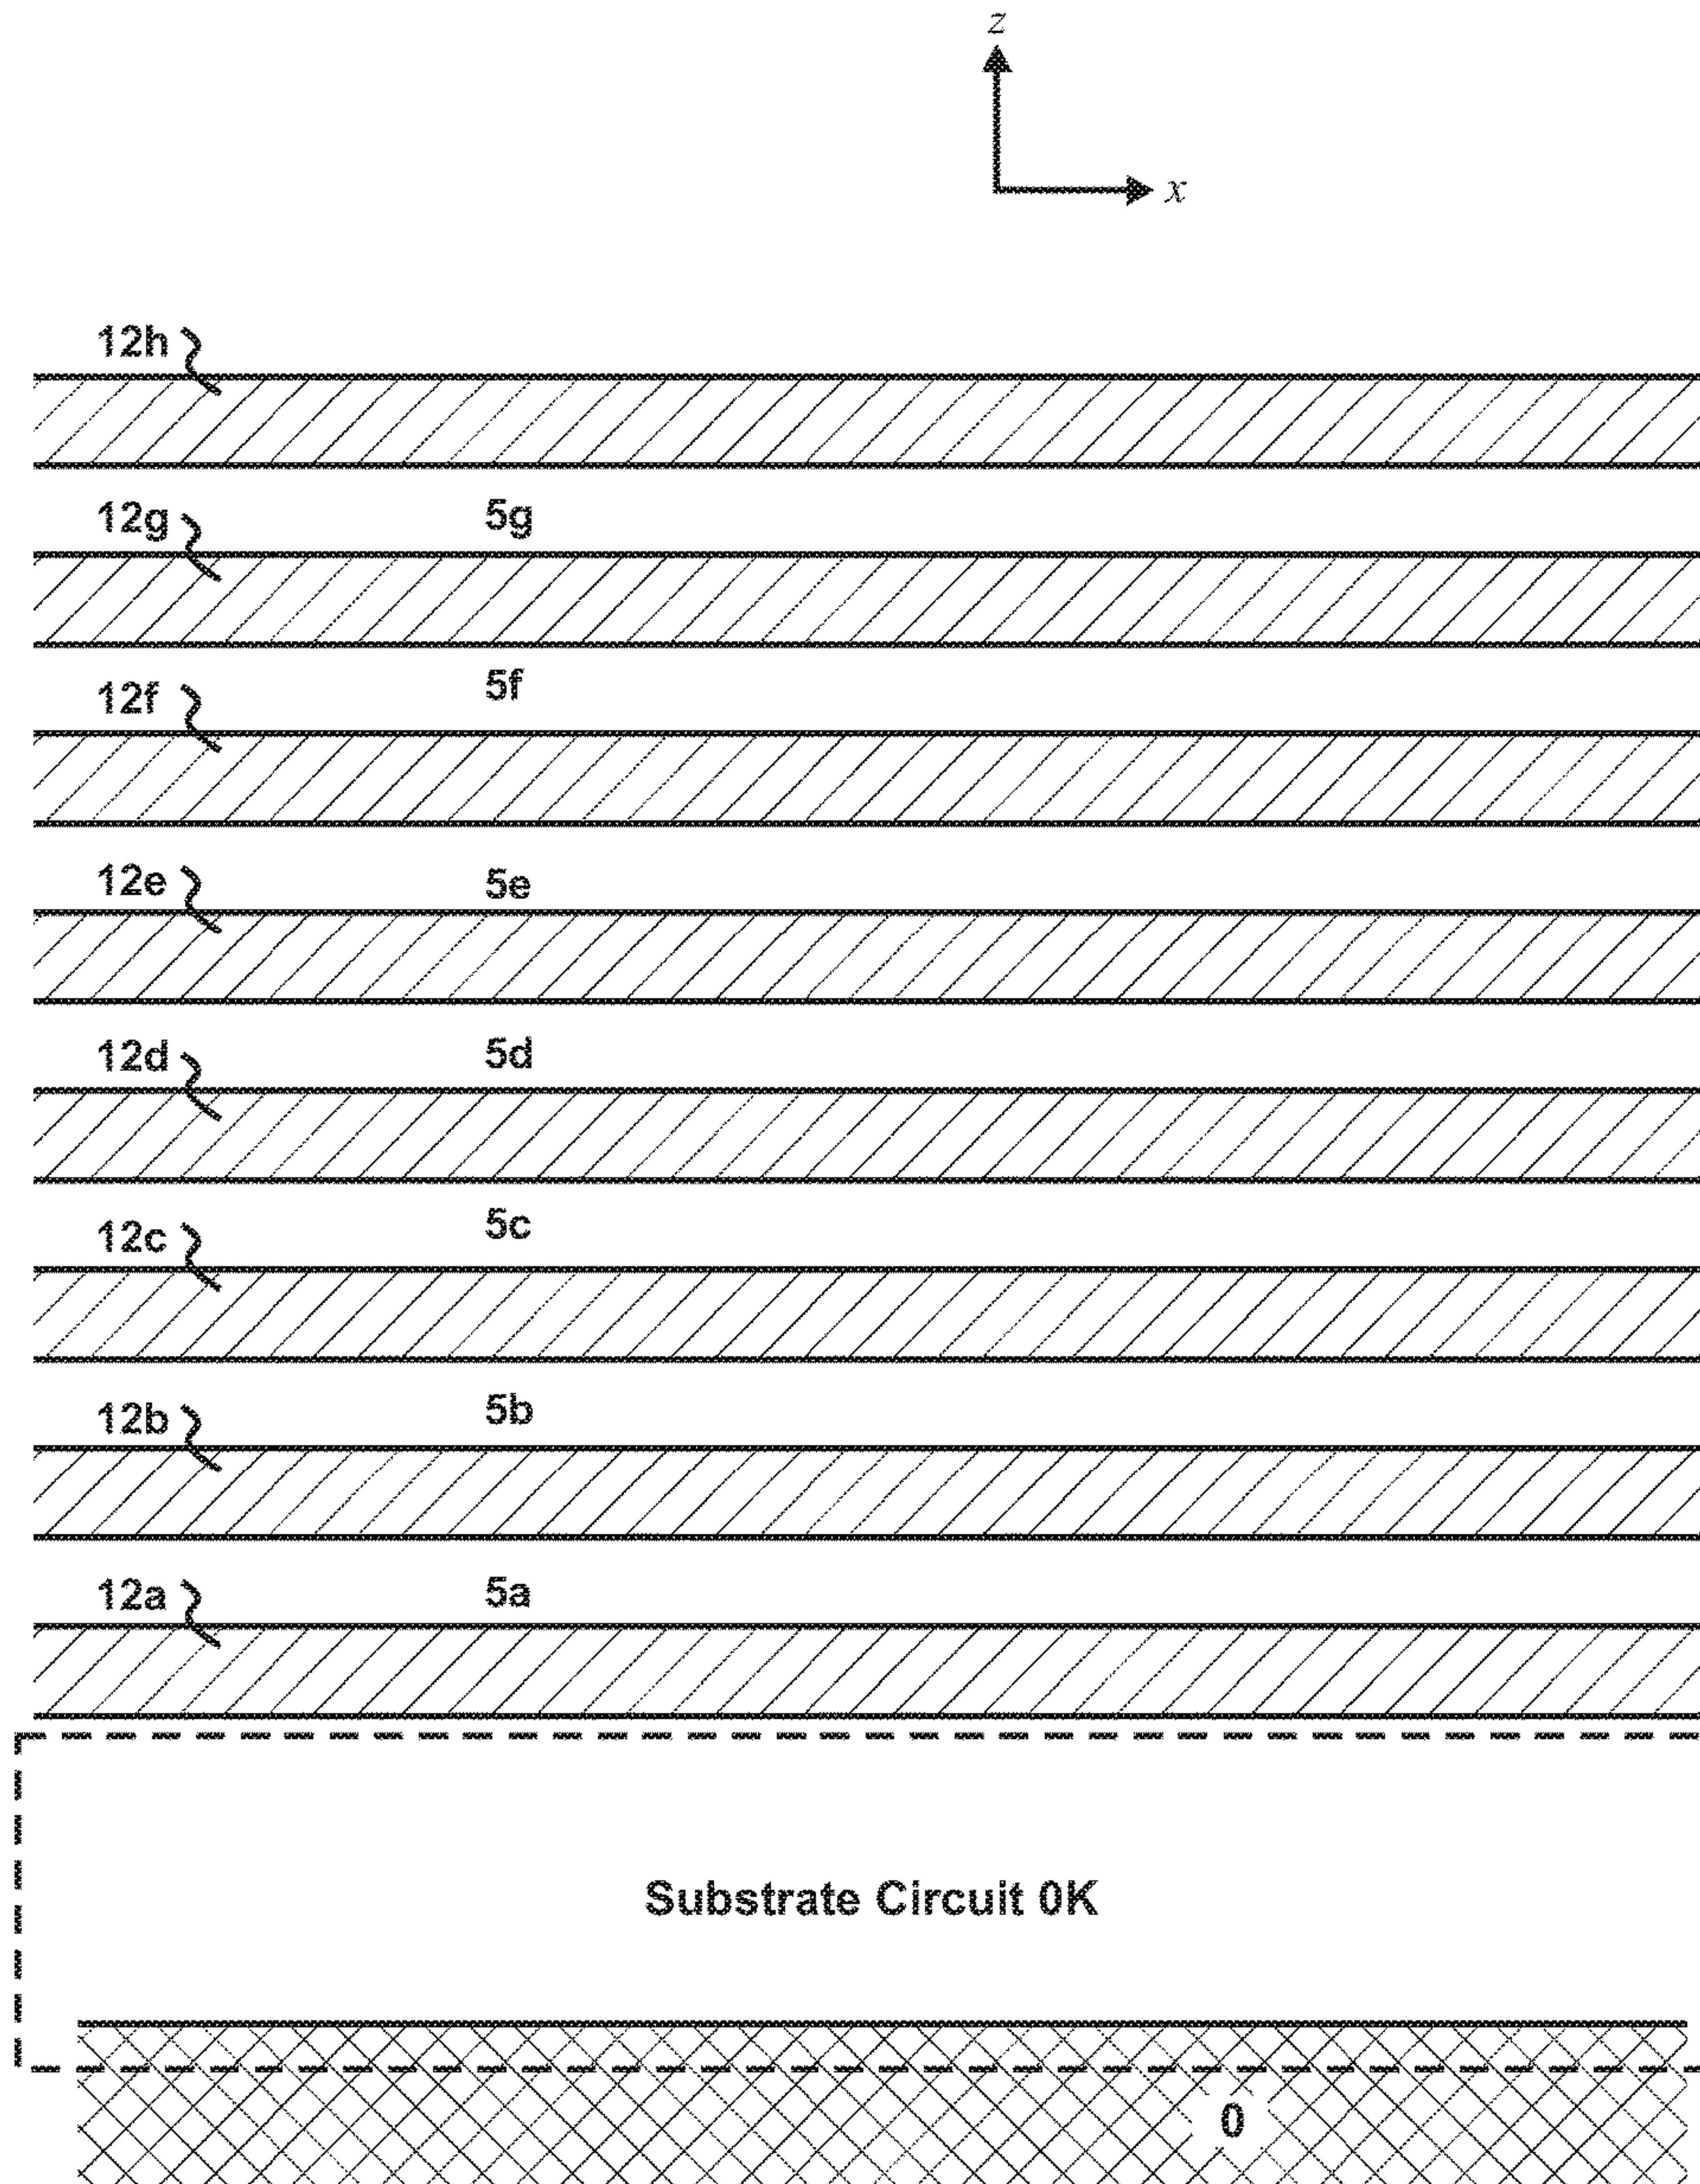 z
x
12h
12g 5g
12f 5f
12e 5e
12d 5d
12c 5c
12b 5b
12a 5a
Substrate Circuit 0K
0